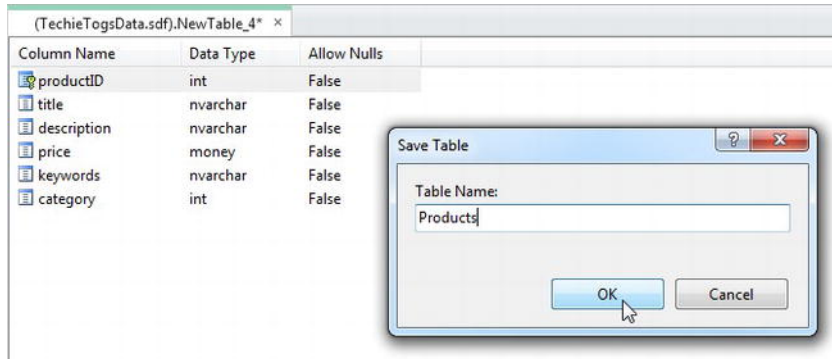 (TechieTogsData.sdf).NewTable_4* ×
Column Name Data Type Allow Nulls
productID int False
title nvarchar False
description nvarchar False
price money False
keywords nvarchar False
category int False
Save Table
Table Name:
Products
OK Cancel